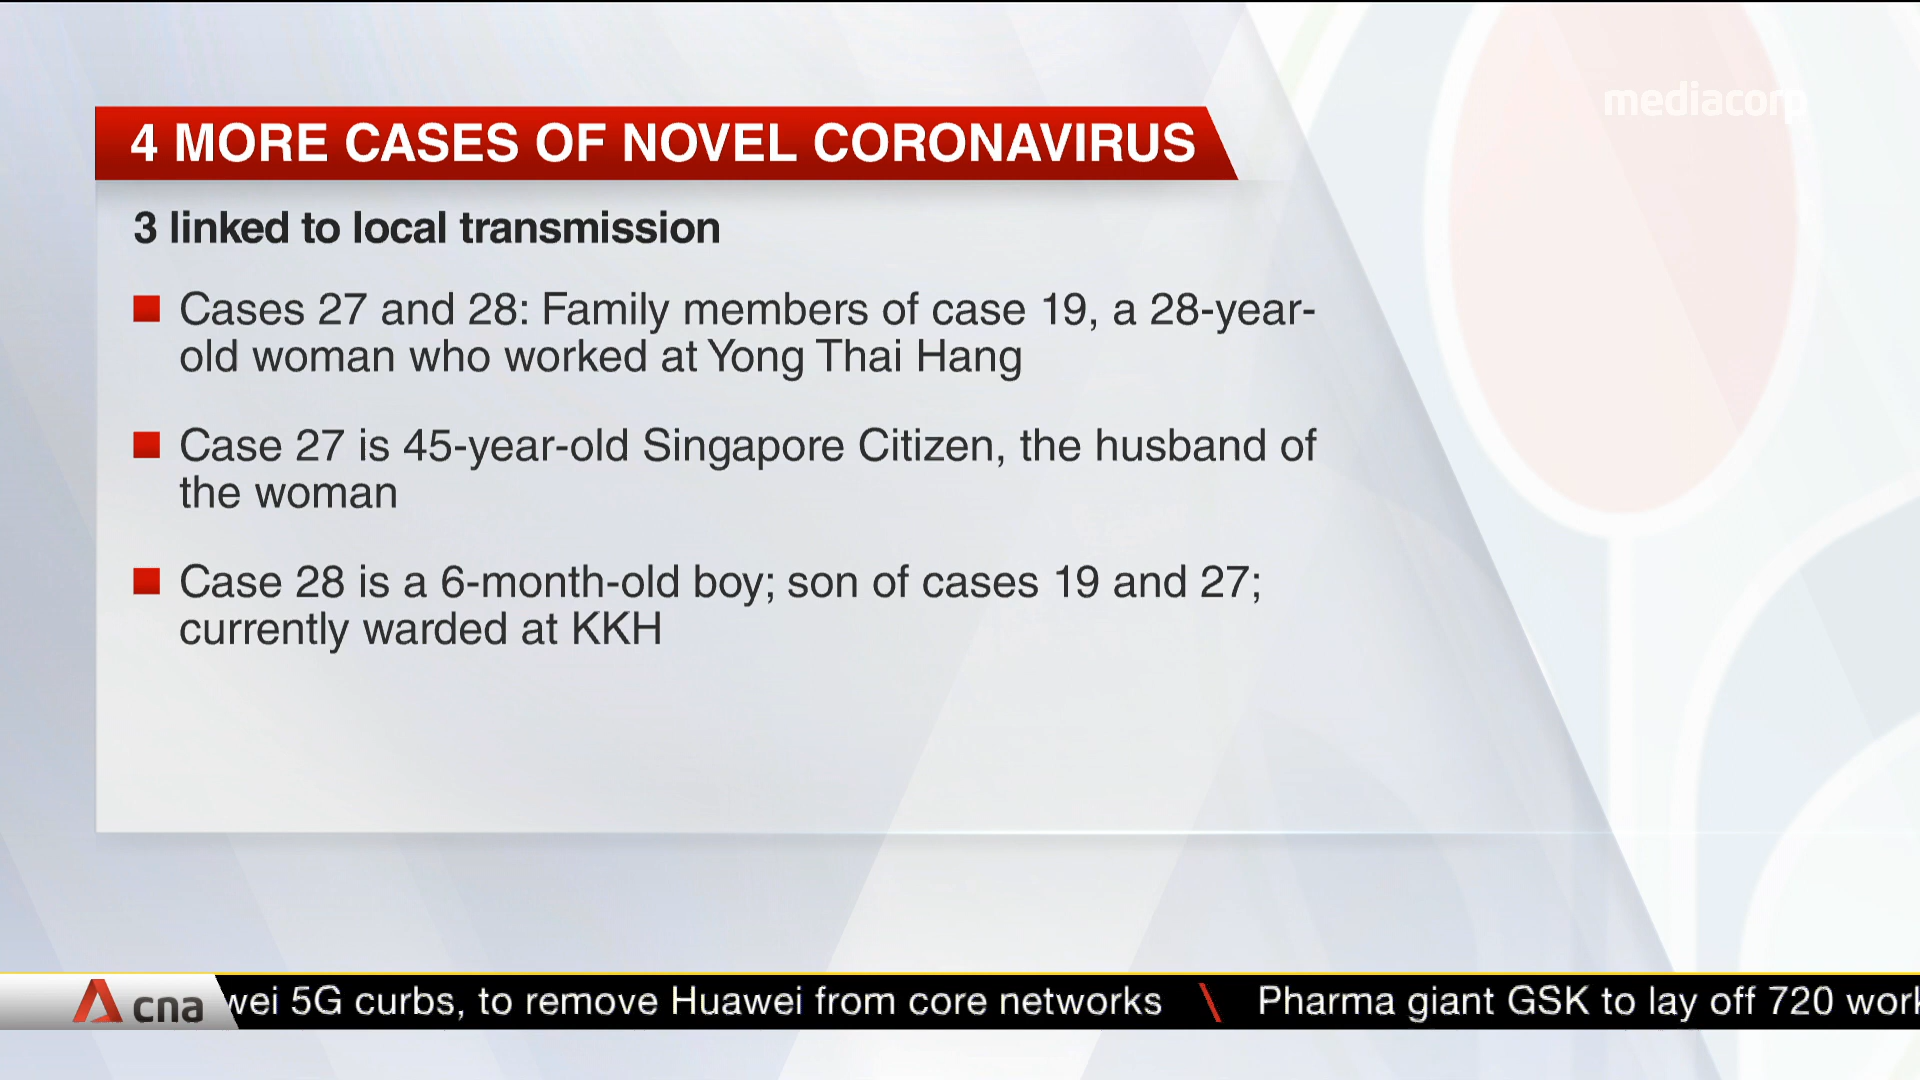 mediacorp
4 MORE CASES OF NOVEL CORONAVIRUS
3 linked to local transmission
Cases 27 and 28: Family members of case 19, a 28-year-
old woman who worked at Yong Thai Hang
Case 27 is 45-year-old Singapore Citizen, the husband of
the woman
Case 28 is a 6-month-old boy; son of cases 19 and 27;
currently warded at KKH
cna
wei 5G curbs, to remove Huawei from core networks \ Pharma giant GSK to lay off 720 work